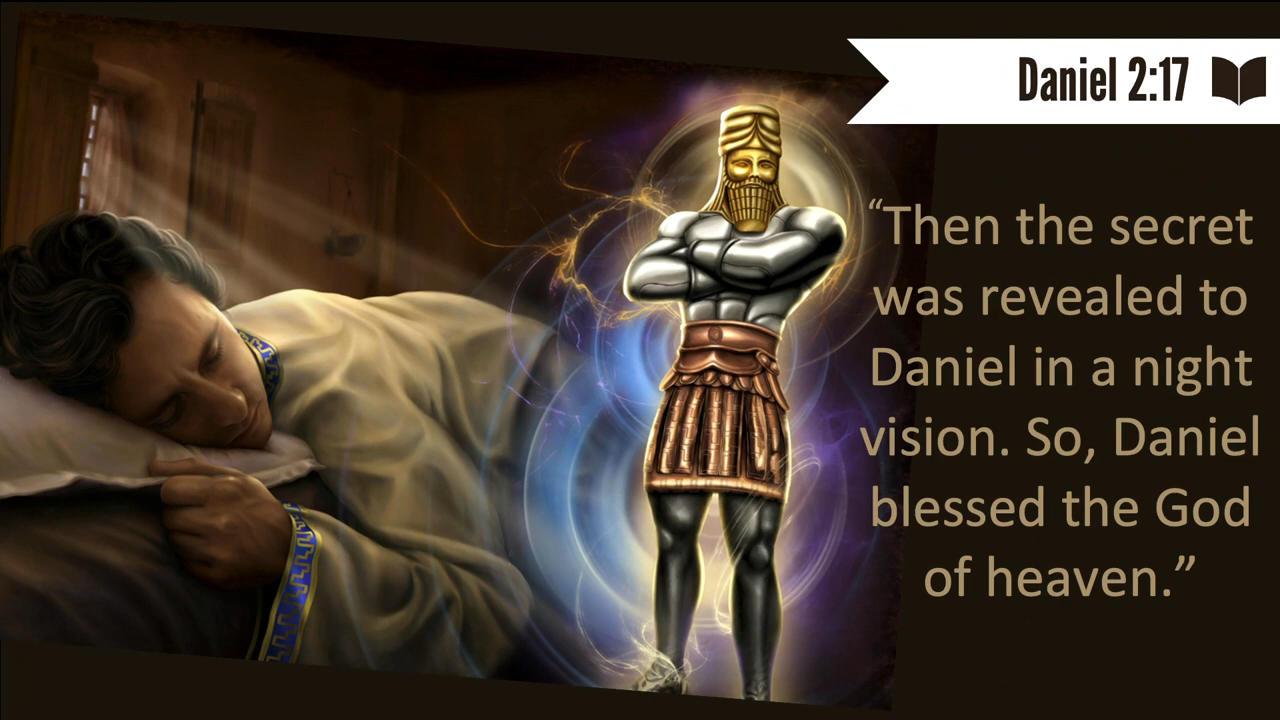 Daniel 2:17
“Then the secret
was revealed to
Daniel in a night
vision. So, Daniel
blessed the God
of heaven.”